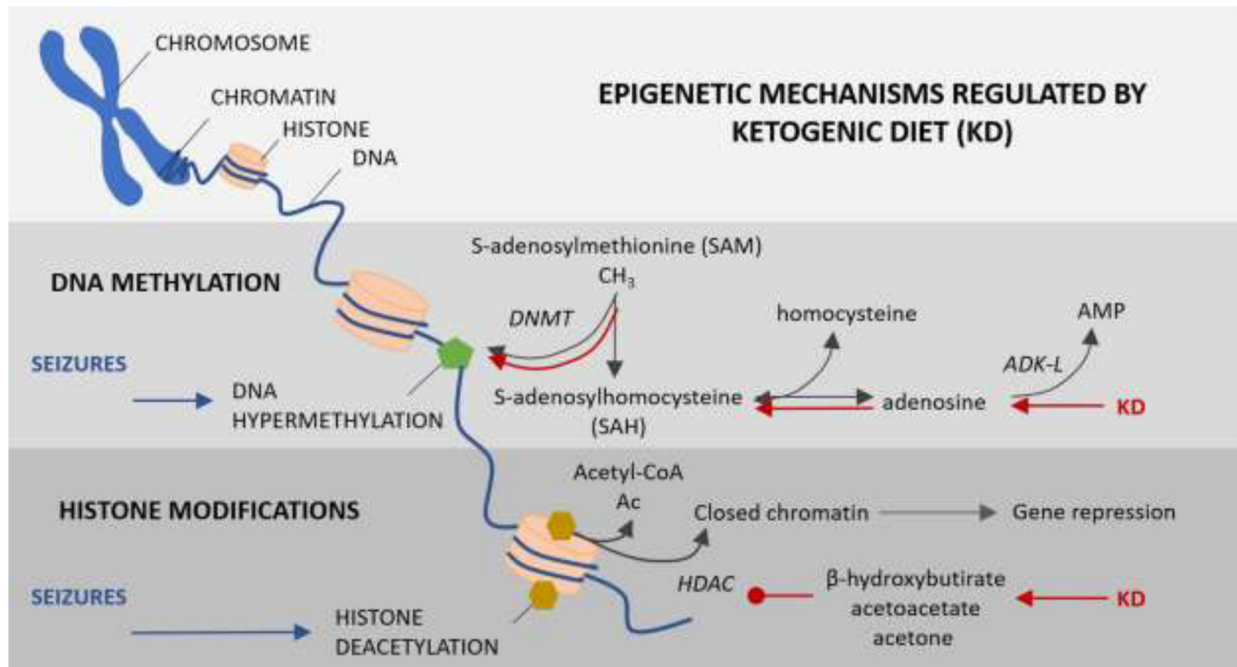 CHROMOSOME
CHROMATIN
HISTONE
DNA
EPIGENETIC MECHANISMS REGULATED BY
KETOGENIC DIET (KD)
DNA METHYLATION
S-adenosylmethionine (SAM)
CH₃
DNMT
homocysteine
AMP
ADK-L
SEIZURES
DNA
HYPERMETHYLATION
S-adenosylhomocysteine
(SAH)
adenosine
KD
HISTONE MODIFICATIONS
Acetyl-CoA
Ac
Closed chromatin
Gene repression
HDAC
β-hydroxybutirate
acetoacetate
acetone
KD
SEIZURES
HISTONE
DEACETYLATION